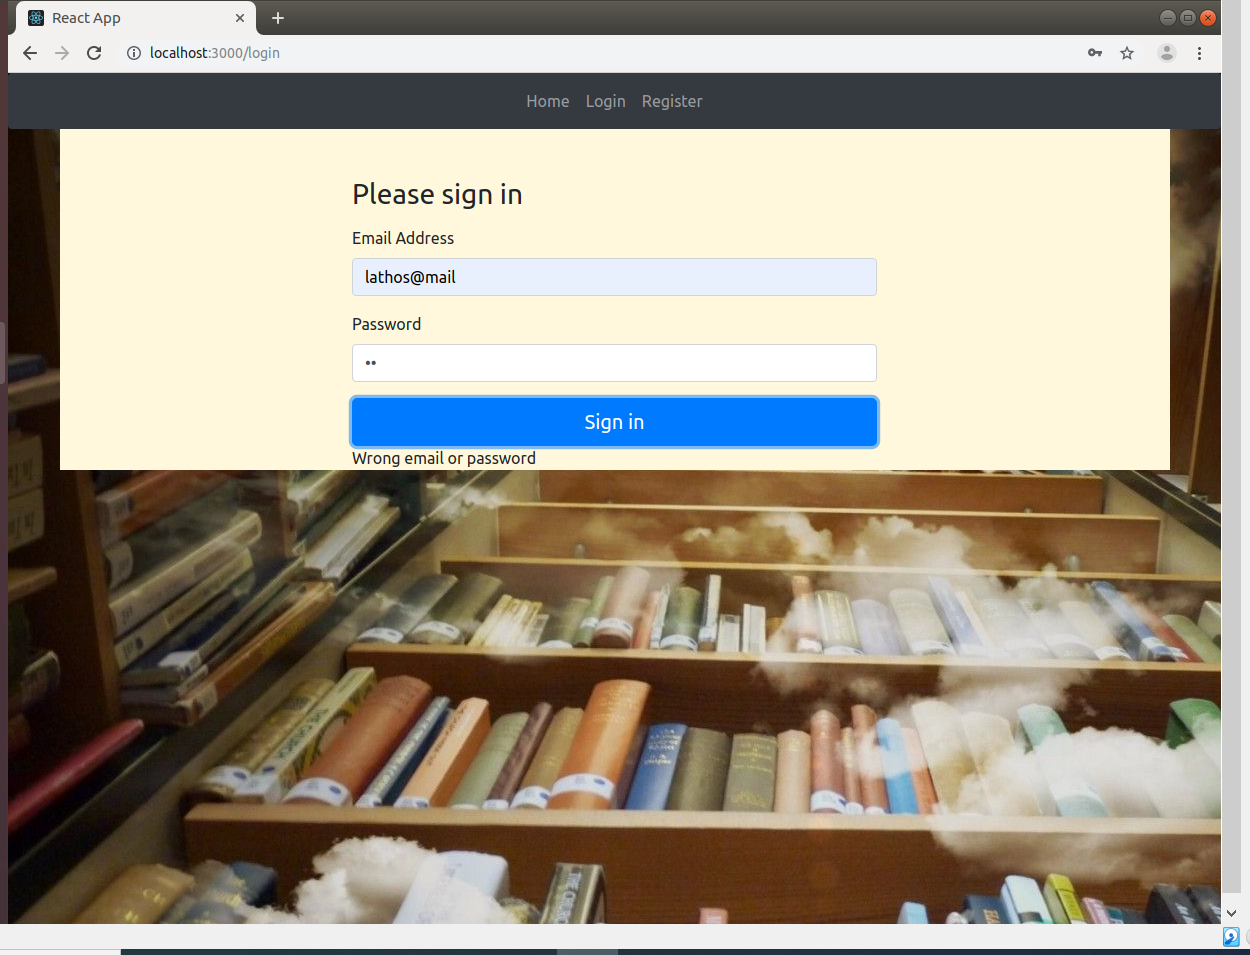 React App
localhost:3000/login
Home Login Register
Please sign in
Email Address
lathos@mail
Password
••
Sign in
Wrong email or password